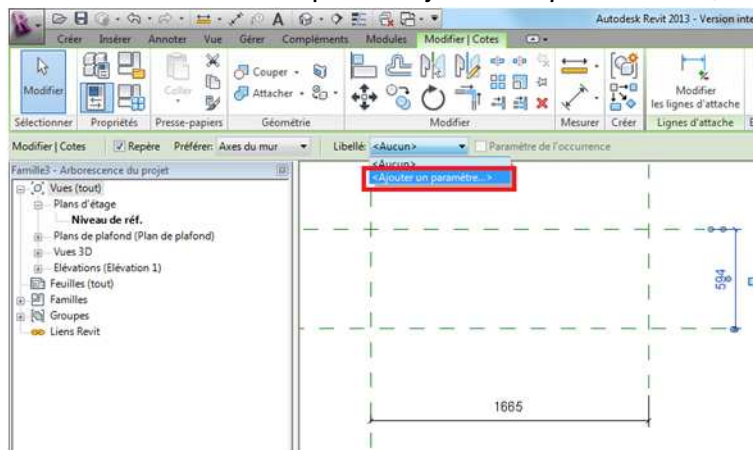 Autodesk Revit 2013 - Version inte
Créer Insérer Annoter Vue Gérer Compléments Modules Modifier | Cotes
Modifier
Coller
Couper
Attacher
Modifier
les lignes d'attache
Sélectionner Propriétés Presse-papiers Géométrie Modifier Mesurer Créer Lignes d'attache
Modifier | Cotes Repère Préférer: Axes du mur Libellé: <Aucun> Paramètre de l'occurrence
<Aucun>
<Ajouter un paramètre...>
Famille3 - Arborescence du projet
Vues (tout)
Plans d'étage
Niveau de réf.
Plans de plafond (Plan de plafond)
Vues 3D
Elévations (Elévation 1)
Feuilles (tout)
Familles
Groupes
Liens Revit
594
1665